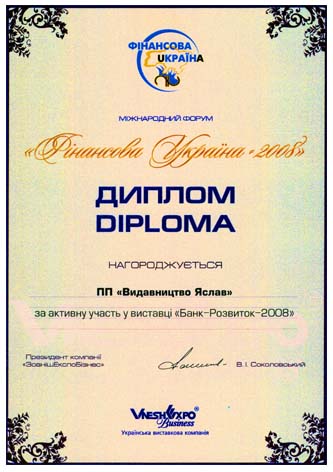 ФІНАНСОВА
УКРАЇНА
МІЖНАРОДНИЙ ФОРУМ
«Фінансова Україна - 2008»
ДИПЛОМ
DIPLOMA
НАГОРОДЖУЄТЬСЯ
ПП «Видавництво Яслав»
за активну участь у виставці «Банк-Розвиток-2008»
Президент компанії
«ЗовнішЕкспоБізнес»
В.І. Соколовський
VneshExpo®
Business
Українська виставкова компанія